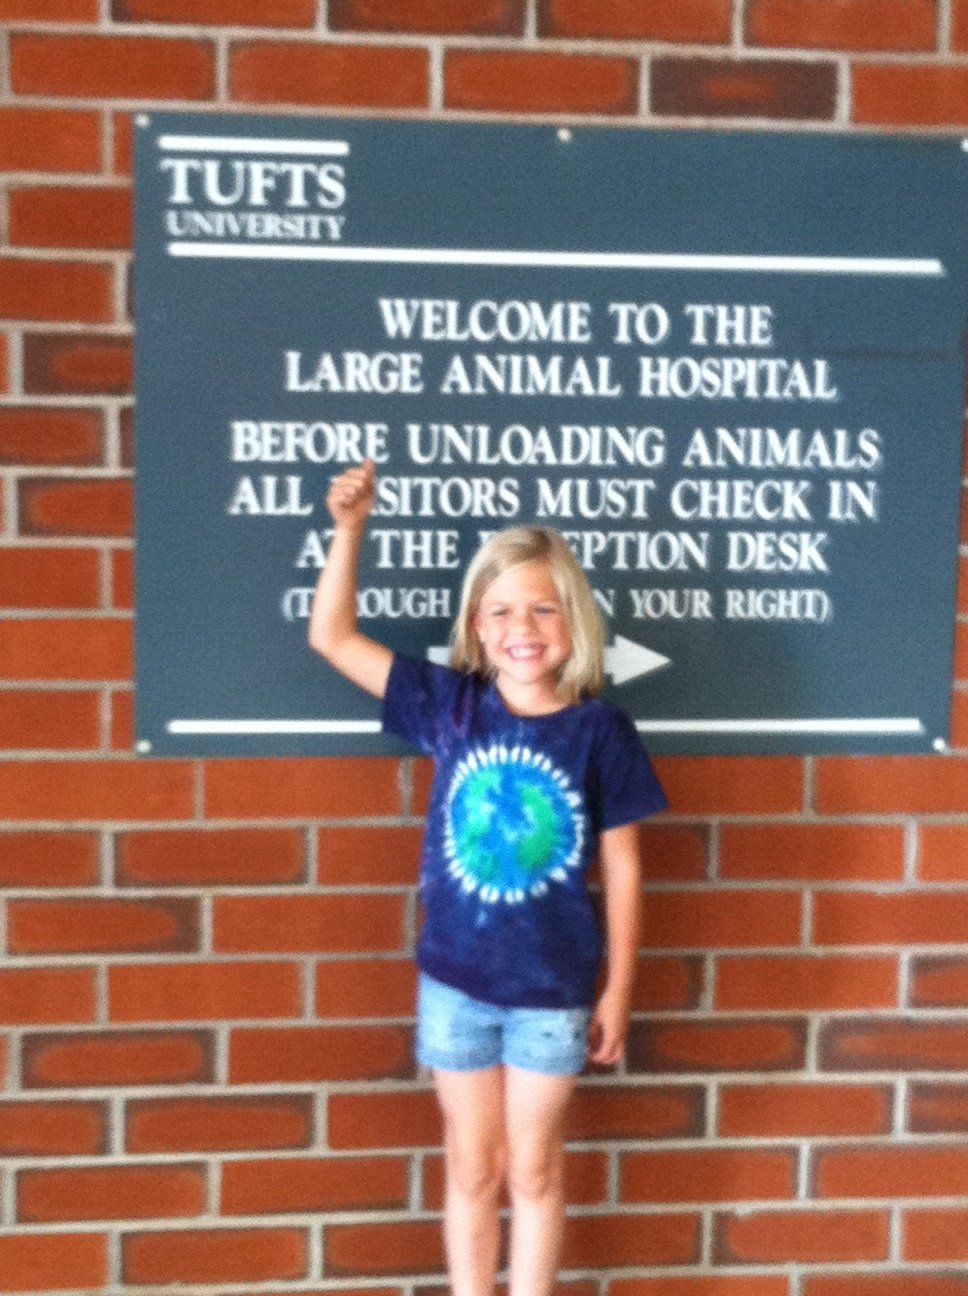 TUFTS
UNIVERSITY
WELCOME TO THE
LARGE ANIMAL HOSPITAL
BEFORE UNLOADING ANIMALS
ALL SITORS MUST CHECK IN
AT THE EPTION DESK
(T OUGH N YOUR RIGHT)